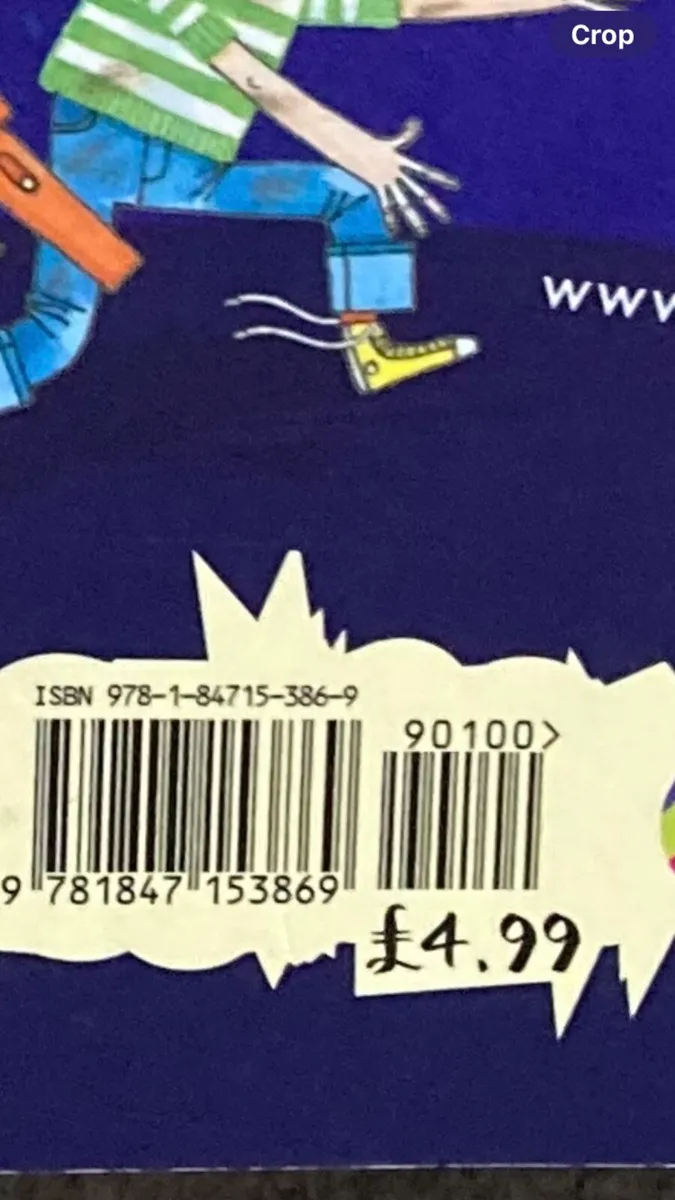 Crop
www
ISBN 978-1-84715-386-9
90100>
9 781847 153869
£4.99